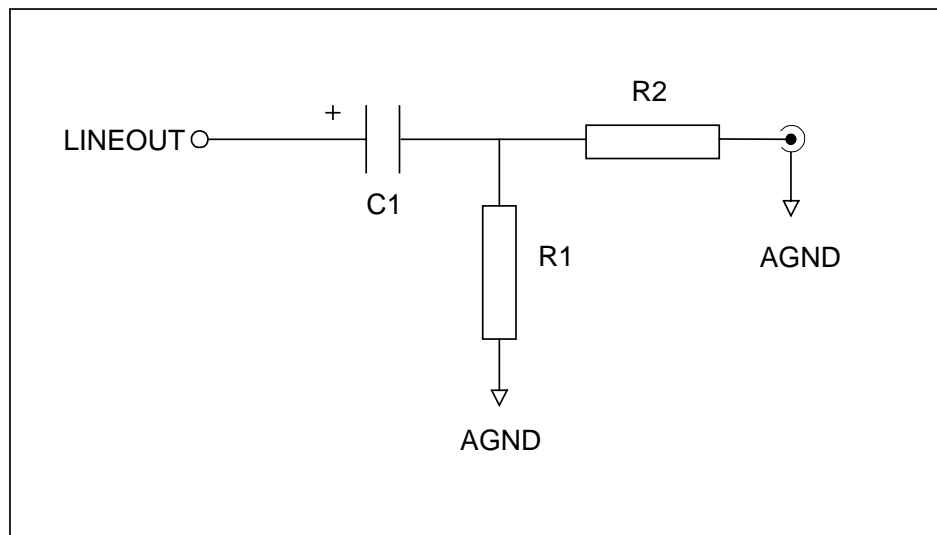 R2
+
LINEOUT
C1
R1
AGND
AGND